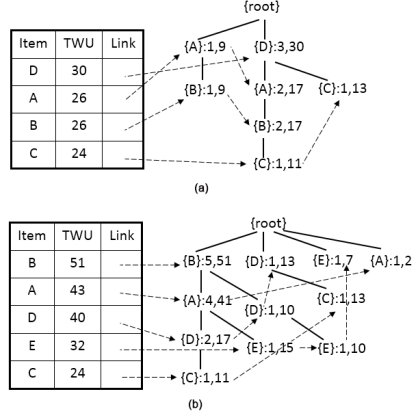 {root}
Item TWU Link
{A}:1,9 {D}:3,30
D 30
A 26
{B}:1,9 {A}:2,17 {C}:1,13
B 26
{B}:2,17
C 24
{C}:1,11
(a)
{root}
Item TWU Link
B 51
{B}:5,51 {D}:1,13 {E}:1,7 {A}:1,2
A 43
{A}:4,41 {D}:1,10 {C}:1,13
D 40
{D}:2,17 {E}:1,15 {E}:1,10
E 32
C 24
{C}:1,11
(b)